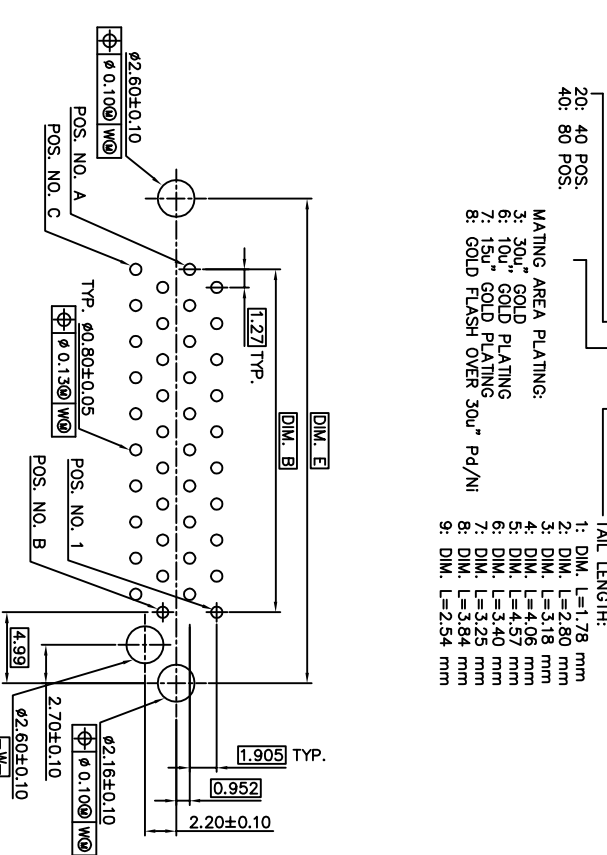 20: 40 POS.
40: 80 POS.
MATING AREA PLATING:
3: 30u" GOLD
6: 10u" GOLD PLATING
7: 15u" GOLD PLATING
8: GOLD FLASH OVER 30u" Pd/Ni
TAIL LENGTH:
1: DIM. L=1.78 mm
2: DIM. L=2.80 mm
3: DIM. L=3.18 mm
4: DIM. L=4.06 mm
5: DIM. L=4.57 mm
6: DIM. L=3.40 mm
7: DIM. L=3.25 mm
8: DIM. L=3.84 mm
9: DIM. L=2.54 mm
DIM. E
DIM. B
1.27 TYP.
ø2.60±0.10
⌖ ø 0.10Ⓜ WⓂ
POS. NO. A
POS. NO. C
TYP. ø0.80±0.05
⌖ ø 0.13Ⓜ WⓂ
POS. NO. 1
POS. NO. B
1.905 TYP.
0.952
2.20±0.10
4.99
2.70±0.10
ø2.16±0.10
⌖ ø 0.10Ⓜ WⓂ
ø2.60±0.10
-W-